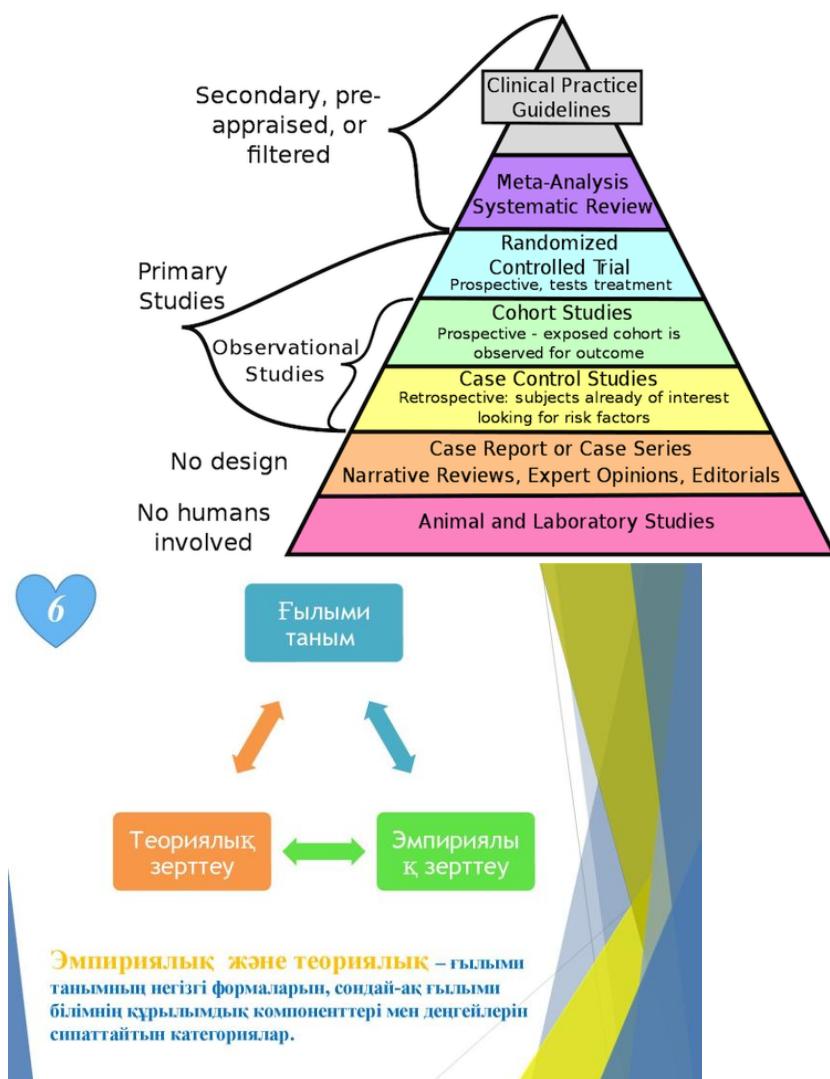 Clinical Practice
Guidelines
Secondary, pre-
appraised, or
filtered
Meta-Analysis
Systematic Review
Randomized
Controlled Trial
Prospective, tests treatment
Primary
Studies
Cohort Studies
Prospective - exposed cohort is
observed for outcome
Observational
Studies
Case Control Studies
Retrospective: subjects already of interest
looking for risk factors
No design
Case Report or Case Series
Narrative Reviews, Expert Opinions, Editorials
No humans
involved
Animal and Laboratory Studies
6
Ғылыми
таным
Теориялық
зерттеу
Эмпириялы
қ зерттеу
Эмпириялық және теориялық – ғылыми
танымның негізгі формаларын, сондай-ақ ғылыми
білімнің құрылымдық компоненттері мен деңгейлерін
сипаттайтын категориялар.